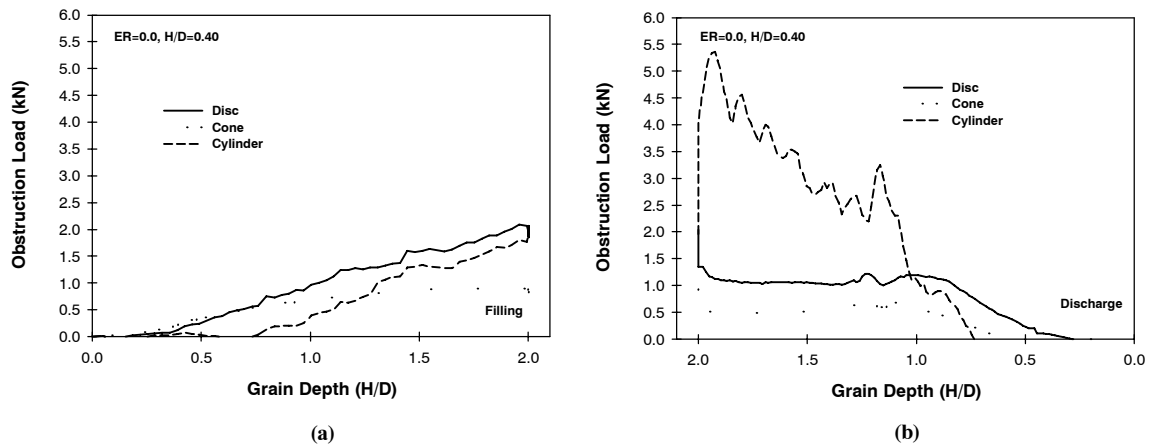 6.0
5.5
5.0
4.5
4.0
3.5
3.0
2.5
2.0
1.5
1.0
0.5
0.0
Obstruction Load (kN)
ER=0.0, H/D=0.40
Disc
Cone
Cylinder
Filling
0.0 0.5 1.0 1.5 2.0
Grain Depth (H/D)
(a)
6.0
5.5
5.0
4.5
4.0
3.5
3.0
2.5
2.0
1.5
1.0
0.5
0.0
Obstruction Load (kN)
ER=0.0, H/D=0.40
Disc
Cone
Cylinder
Discharge
2.0 1.5 1.0 0.5 0.0
Grain Depth (H/D)
(b)